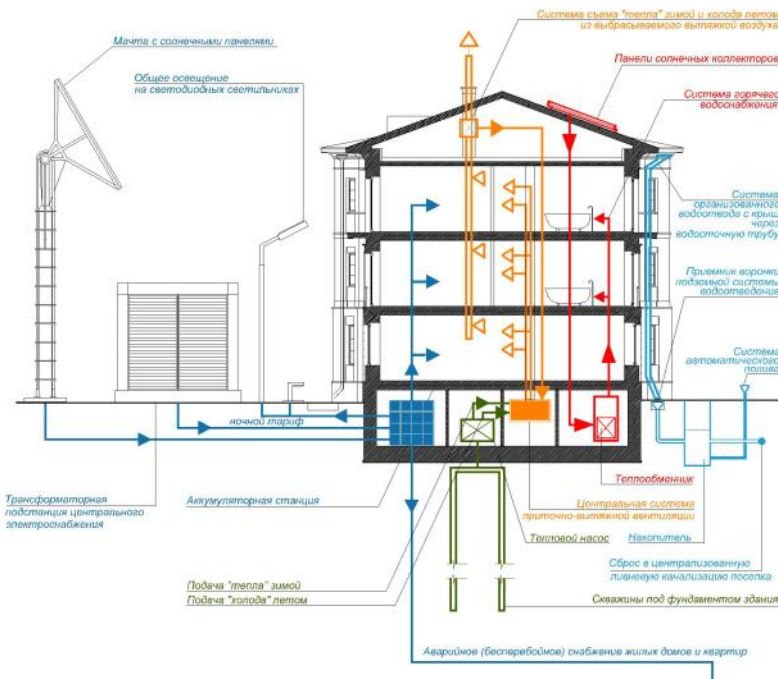 Система съема "тепла" зимой и холода летом
из выбрасываемого вытяжкой воздуха
Мачта с солнечными панелями
Панели солнечных коллекторов
Общее освещение
на светодиодных светильниках
Система горячего
водоснабжения
Система
организованного
водоотвода с крыш
через
водосточную трубу
Приямник воронки
подземной системы
водоотведения
Система
автоматического
полива
ночной тариф
Теплообменник
Трансформаторная
подстанция центрального
электроснабжения
Аккумуляторная станция
Центральная система
приточно-вытяжной вентиляции
Тепловой насос
Накопитель
Сброс в централизованную
ливневую канализацию поселка
Подача "тепла" зимой
Подача "холода" летом
Скважины под фундаментом здания
Аварийное (бесперебойное) снабжение жилых домов и квартир